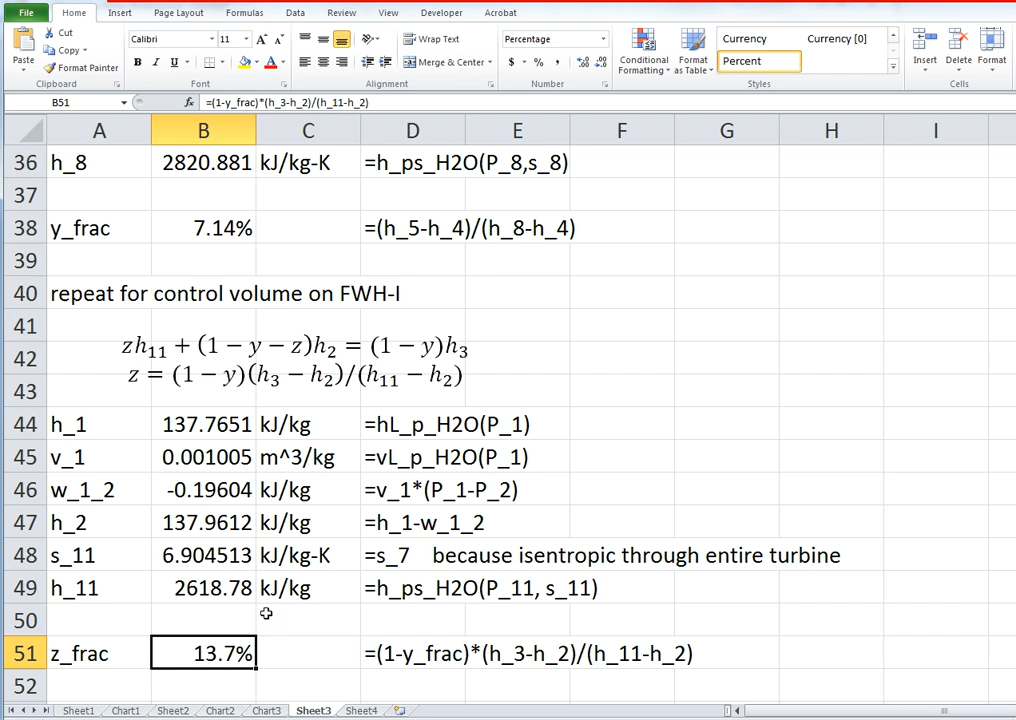 File Home Insert Page Layout Formulas Data Review View Developer Acrobat
Cut Calibri 11 Wrap Text Percentage Currency Currency [0]
Copy
Paste Format Painter B I U Merge & Center $ % , Conditional Formatting Format as Table Percent Insert Delete Format
Clipboard Font Alignment Number Styles Cells
B51 fx =(1-y_frac)*(h_3-h_2)/(h_11-h_2)
A B C D E F G H I
36 h_8 2820.881 kJ/kg-K =h_ps_H2O(P_8,s_8)
37
38 y_frac 7.14% =(h_5-h_4)/(h_8-h_4)
39
40 repeat for control volume on FWH-I
41
zh₁₁ + (1 − y − z)h₂ = (1 − y)h₃
42
z = (1 − y)(h₃ − h₂)/(h₁₁ − h₂)
43
44 h_1 137.7651 kJ/kg =hL_p_H2O(P_1)
45 v_1 0.001005 m^3/kg =vL_p_H2O(P_1)
46 w_1_2 -0.19604 kJ/kg =v_1*(P_1-P_2)
47 h_2 137.9612 kJ/kg =h_1-w_1_2
48 s_11 6.904513 kJ/kg-K =s_7 because isentropic through entire turbine
49 h_11 2618.78 kJ/kg =h_ps_H2O(P_11, s_11)
50
51 z_frac 13.7% =(1-y_frac)*(h_3-h_2)/(h_11-h_2)
52
Sheet1 Chart1 Sheet2 Chart2 Chart3 Sheet3 Sheet4